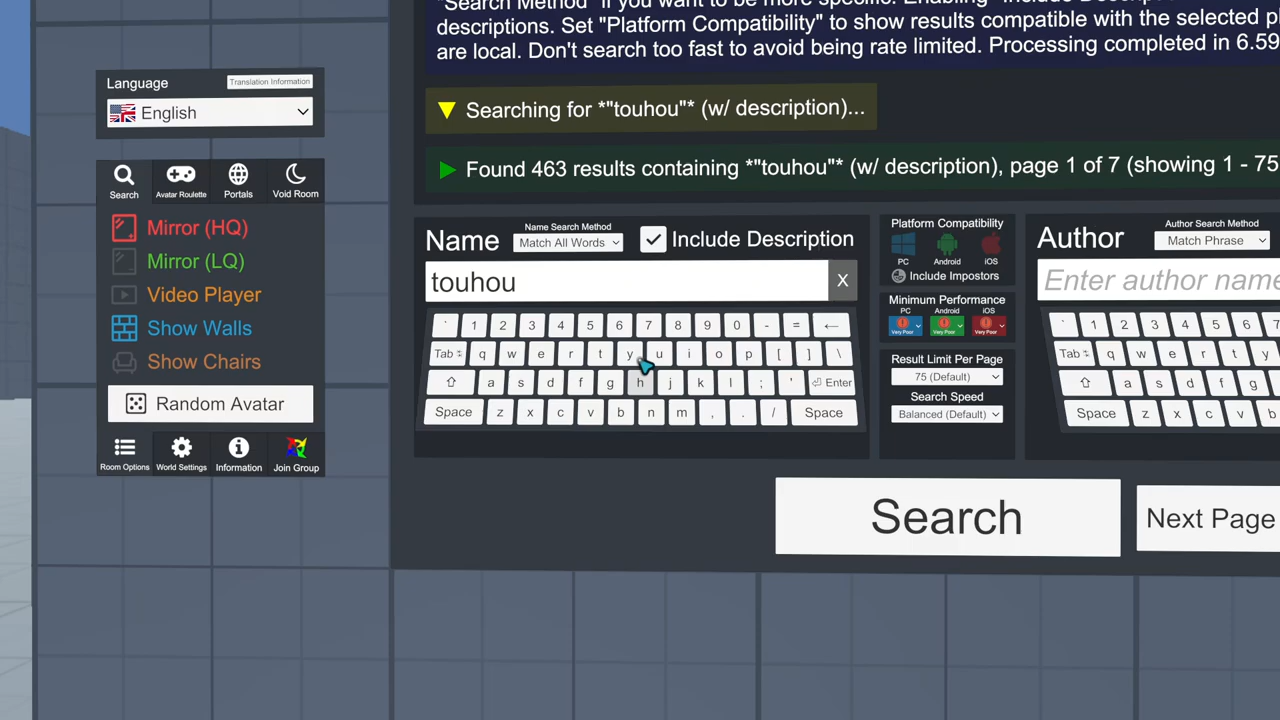 "Search Method" if you want to be more specific. Enabling "Include Descrip
descriptions. Set "Platform Compatibility" to show results compatible with the selected pl
are local. Don't search too fast to avoid being rate limited. Processing completed in 6.59
Language
Translation Information
English
Searching for *"touhou"* (w/ description)...
Found 463 results containing *"touhou"* (w/ description), page 1 of 7 (showing 1 - 75
Search
Avatar Roulette
Portals
Void Room
Mirror (HQ)
Mirror (LQ)
Video Player
Show Walls
Show Chairs
Random Avatar
Room Options
World Settings
Information
Join Group
Name
Name Search Method
Match All Words
Include Description
touhou
X
` 1 2 3 4 5 6 7 8 9 0 - = ←
Tab q w e r t y u i o p [ ] \
a s d f g h j k l ; ' Enter
Space z x c v b n m , . / Space
Platform Compatibility
PC
Android
iOS
Include Impostors
Minimum Performance
PC
Android
iOS
Very Poor
Very Poor
Very Poor
Result Limit Per Page
75 (Default)
Search Speed
Balanced (Default)
Author
Author Search Method
Match Phrase
Enter author name
` 1 2 3 4 5 6 7
Tab q w e r t y
a s d f g
Space z x c v b
Search
Next Page